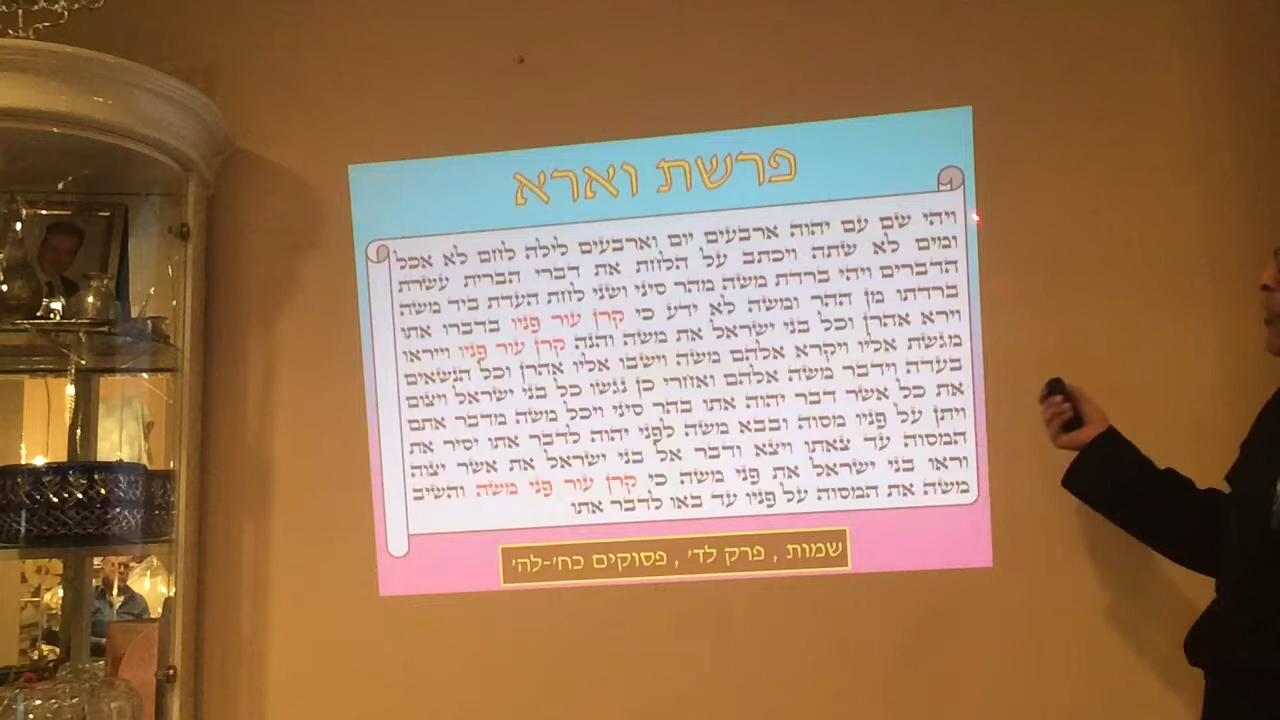 פרשת וארא
ויהי שם עם יהוה ארבעים יום וארבעים לילה לחם לא אכל
ומים לא שתה ויכתב על הלחת את דברי הברית עשרת
הדברים ויהי ברדת משה מהר סיני ושני לחת העדת ביד משה
ברדתו מן ההר ומשה לא ידע כי קרן עור פניו בדברו אתו
וירא אהרן וכל בני ישראל את משה והנה קרן עור פניו וייראו
מגשת אליו ויקרא אלהם משה וישבו אליו אהרן וכל הנשאים
בעדה וידבר משה אלהם ואחרי כן נגשו כל בני ישראל ויצום
את כל אשר דבר יהוה אתו בהר סיני ויכל משה מדבר אתם
ויתן על פניו מסוה ובבא משה לפני יהוה לדבר אתו יסיר את
המסוה עד צאתו ויצא ודבר אל בני ישראל את אשר יצוה
וראו בני ישראל את פני משה כי קרן עור פני משה והשיב
משה את המסוה על פניו עד באו לדבר אתו
שמות , פרק לד' , פסוקים כח'-לה'